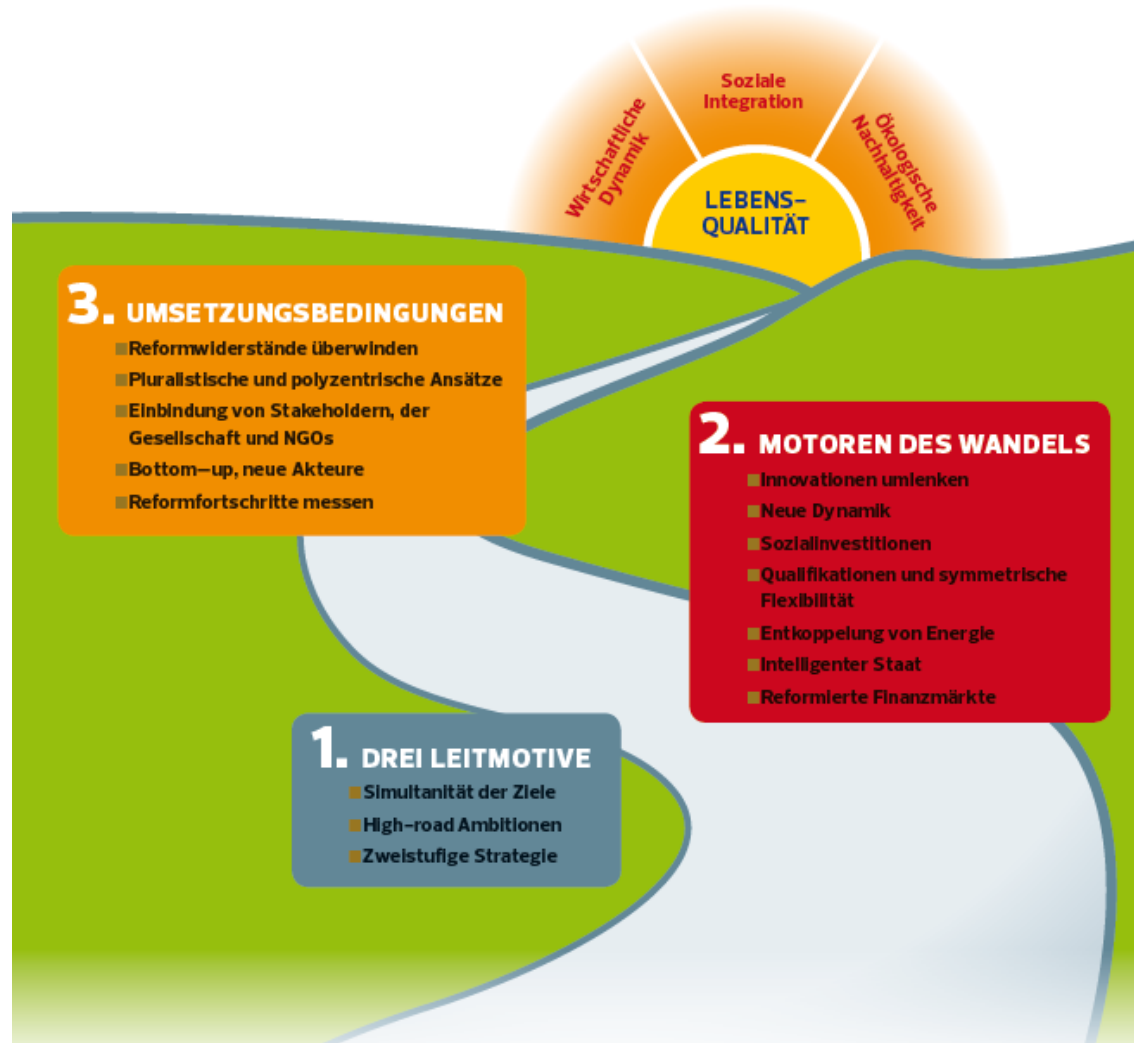 Wirtschaftliche
Dynamik
Soziale
Integration
Ökologische
Nachhaltigkeit
LEBENS–
QUALITÄT
3. UMSETZUNGSBEDINGUNGEN
Reformwiderstände überwinden
Pluralistische und polyzentrische Ansätze
Einbindung von Stakeholdern, der
Gesellschaft und NGOs
Bottom–up, neue Akteure
Reformfortschritte messen
2. MOTOREN DES WANDELS
Innovationen umlenken
Neue Dynamik
Sozialinvestitionen
Qualifikationen und symmetrische
Flexibilität
Entkoppelung von Energie
Intelligenter Staat
Reformierte Finanzmärkte
1. DREI LEITMOTIVE
Simultanität der Ziele
High–road Ambitionen
Zweistufige Strategie